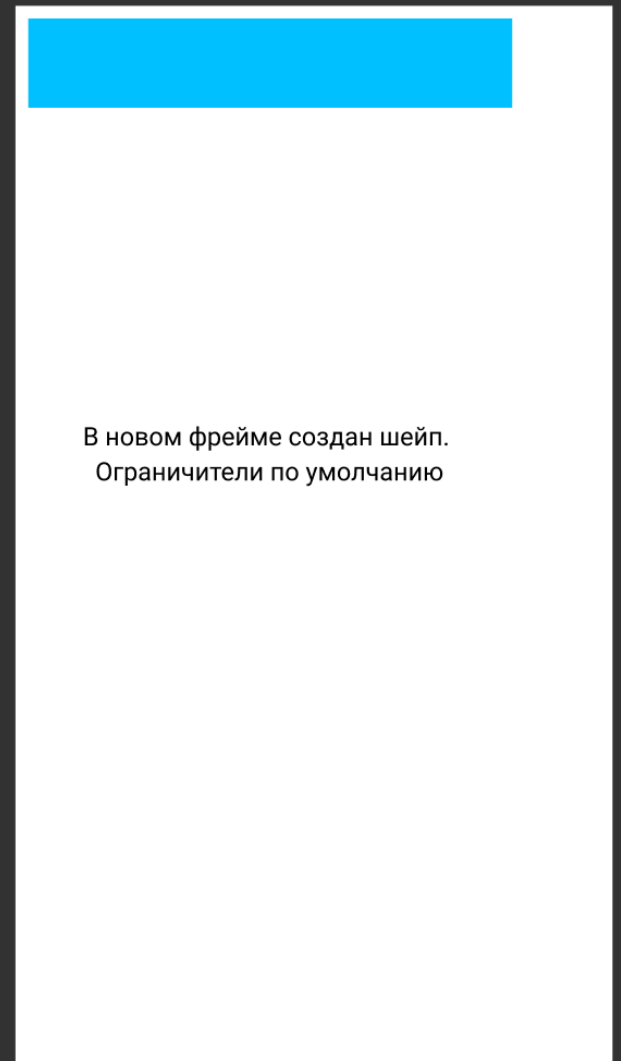 В новом фрейме создан шейп.
Ограничители по умолчанию